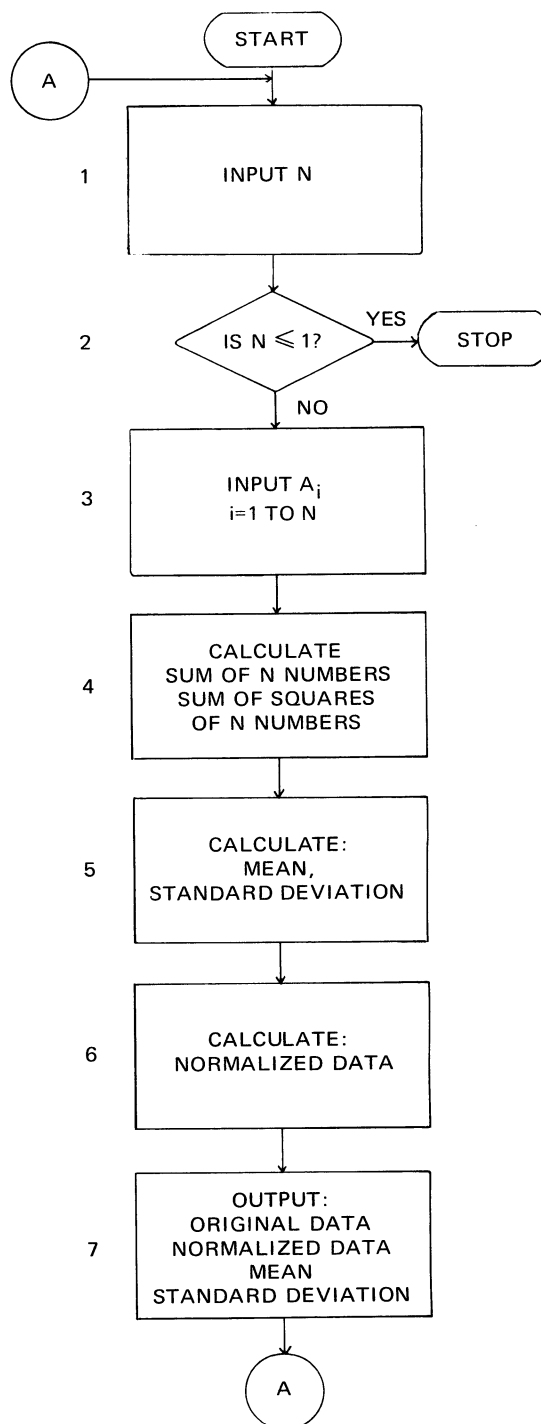 START
A
1
INPUT N
2
IS N ⩽ 1?
YES
STOP
NO
3
INPUT Ai
i=1 TO N
4
CALCULATE
SUM OF N NUMBERS
SUM OF SQUARES
OF N NUMBERS
5
CALCULATE:
MEAN,
STANDARD DEVIATION
6
CALCULATE:
NORMALIZED DATA
7
OUTPUT:
ORIGINAL DATA
NORMALIZED DATA
MEAN
STANDARD DEVIATION
A